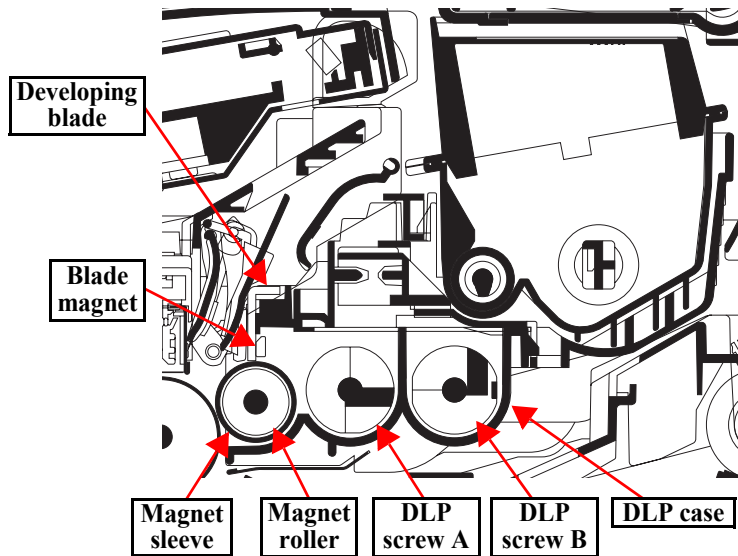 Developing
blade
Blade
magnet
Magnet
sleeve
Magnet
roller
DLP
screw A
DLP
screw B
DLP case